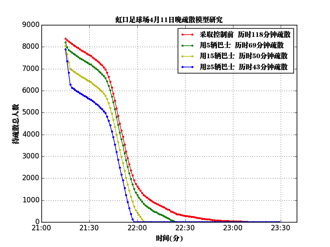 虹口足球场4月11日晚疏散模型研究
采取控制前 历时118分钟疏散
用5辆巴士 历时69分钟疏散
用15辆巴士 历时50分钟疏散
用25辆巴士 历时43分钟疏散
待疏散总人数
9000
8000
7000
6000
5000
4000
3000
2000
1000
0
21:00
21:30
22:00
22:30
23:00
23:30
时间(分)